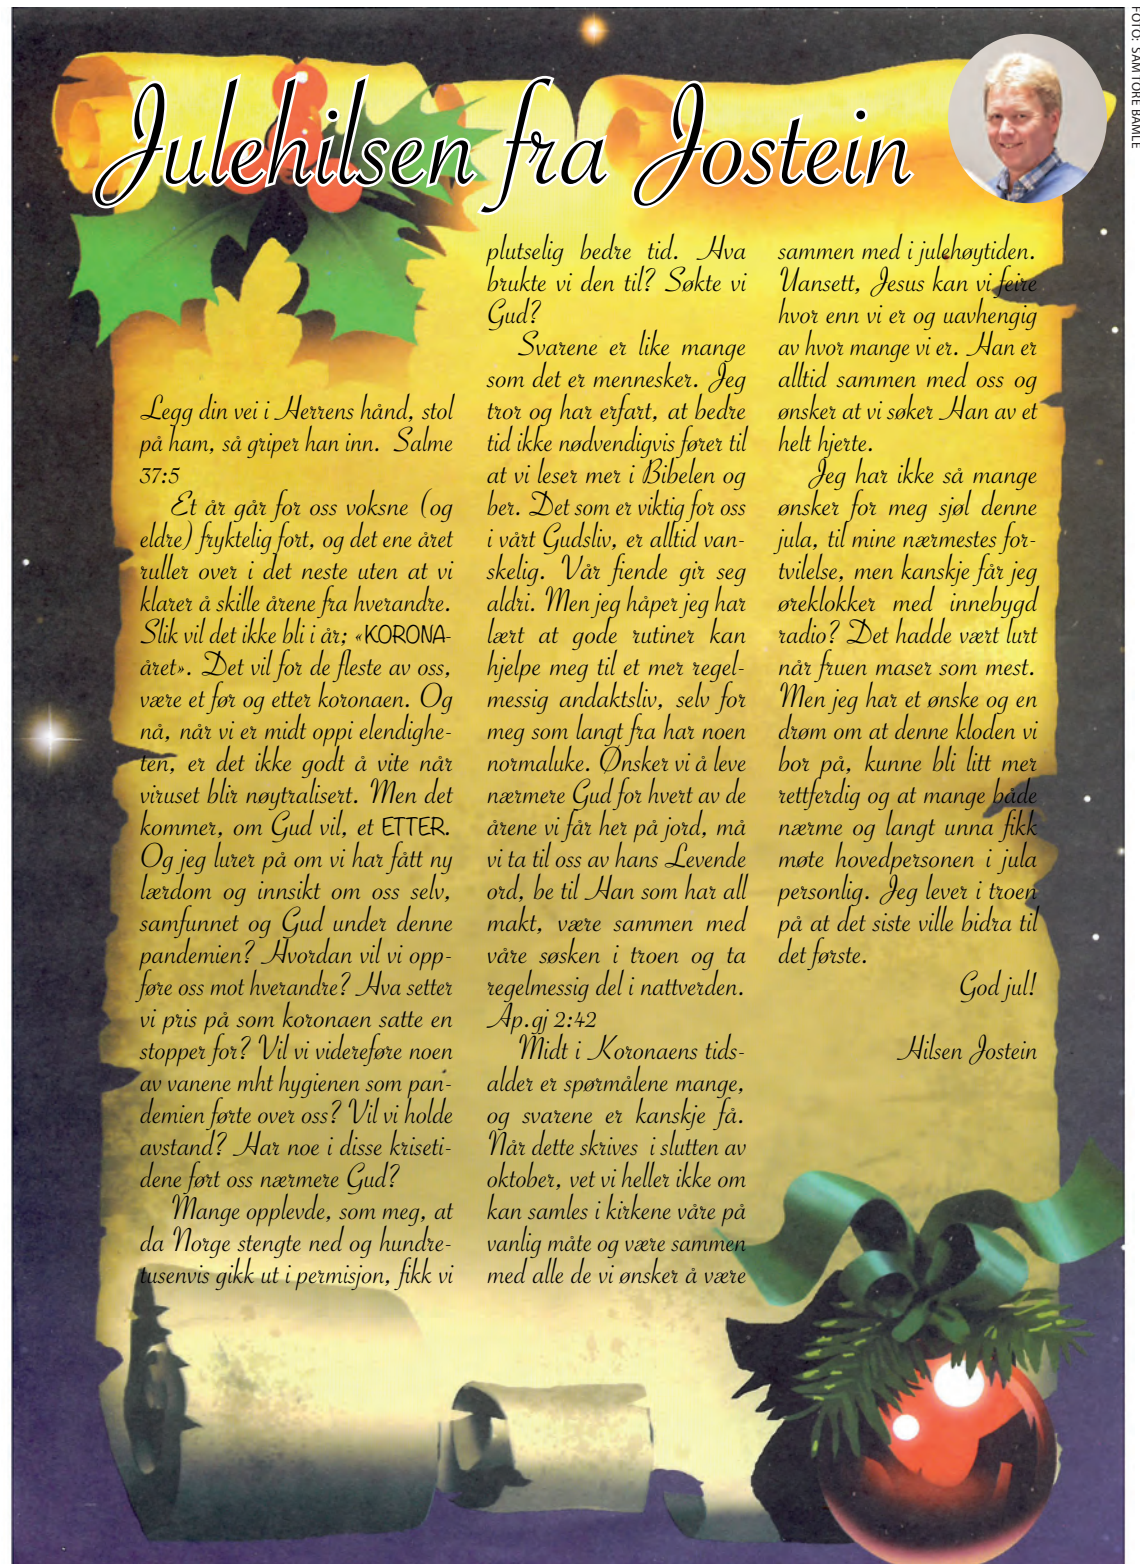 FOTO: SAM TORE BAMLE
Julehilsen fra Jostein
Legg din vei i Herrens hånd, stol
på ham, så griper han inn. Salme
37:5
Et år går for oss voksne (og
eldre) fryktelig fort, og det ene året
ruller over i det neste uten at vi
klarer å skille årene fra hverandre.
Slik vil det ikke bli i år; «KORONA-
året». Det vil for de fleste av oss,
være et før og etter koronaen. Og
nå, når vi er midt oppi elendighe-
ten, er det ikke godt å vite når
viruset blir nøytralisert. Men det
kommer, om Gud vil, et ETTER.
Og jeg lurer på om vi har fått ny
lærdom og innsikt om oss selv,
samfunnet og Gud under denne
pandemien? Hvordan vil vi opp-
føre oss mot hverandre? Hva setter
vi pris på som koronaen satte en
stopper for? Vil vi videreføre noen
av vanene mht hygienen som pan-
demien førte over oss? Vil vi holde
avstand? Har noe i disse kriseti-
dene ført oss nærmere Gud?
Mange opplevde, som meg, at
da Norge stengte ned og hundre-
tusenvis gikk ut i permisjon, fikk vi
plutselig bedre tid. Hva
brukte vi den til? Søkte vi
Gud?
Svarene er like mange
som det er mennesker. Jeg
tror og har erfart, at bedre
tid ikke nødvendigvis fører til
at vi leser mer i Bibelen og
ber. Det som er viktig for oss
i vårt Gudsliv, er alltid van-
skelig. Vår fiende gir seg
aldri. Men jeg håper jeg har
lært at gode rutiner kan
hjelpe meg til et mer regel-
messig andaktsliv, selv for
meg som langt fra har noen
normaluke. Ønsker vi å leve
nærmere Gud for hvert av de
årene vi får her på jord, må
vi ta til oss av hans Levende
ord, be til Han som har all
makt, være sammen med
våre søsken i troen og ta
regelmessig del i nattverden.
Ap.gj 2:42
Midt i Koronaens tids-
alder er spørmålene mange,
og svarene er kanskje få.
Når dette skrives i slutten av
oktober, vet vi heller ikke om
kan samles i kirkene våre på
vanlig måte og være sammen
med alle de vi ønsker å være
sammen med i julehøytiden.
Uansett, Jesus kan vi feire
hvor enn vi er og uavhengig
av hvor mange vi er. Han er
alltid sammen med oss og
ønsker at vi søker Han av et
helt hjerte.
Jeg har ikke så mange
ønsker for meg sjøl denne
jula, til mine nærmestes for-
tvilelse, men kanskje får jeg
øreklokker med innebygd
radio? Det hadde vært lurt
når fruen maser som mest.
Men jeg har et ønske og en
drøm om at denne kloden vi
bor på, kunne bli litt mer
rettferdig og at mange både
nærme og langt unna fikk
møte hovedpersonen i jula
personlig. Jeg lever i troen
på at det siste ville bidra til
det første.
God jul!
Hilsen Jostein